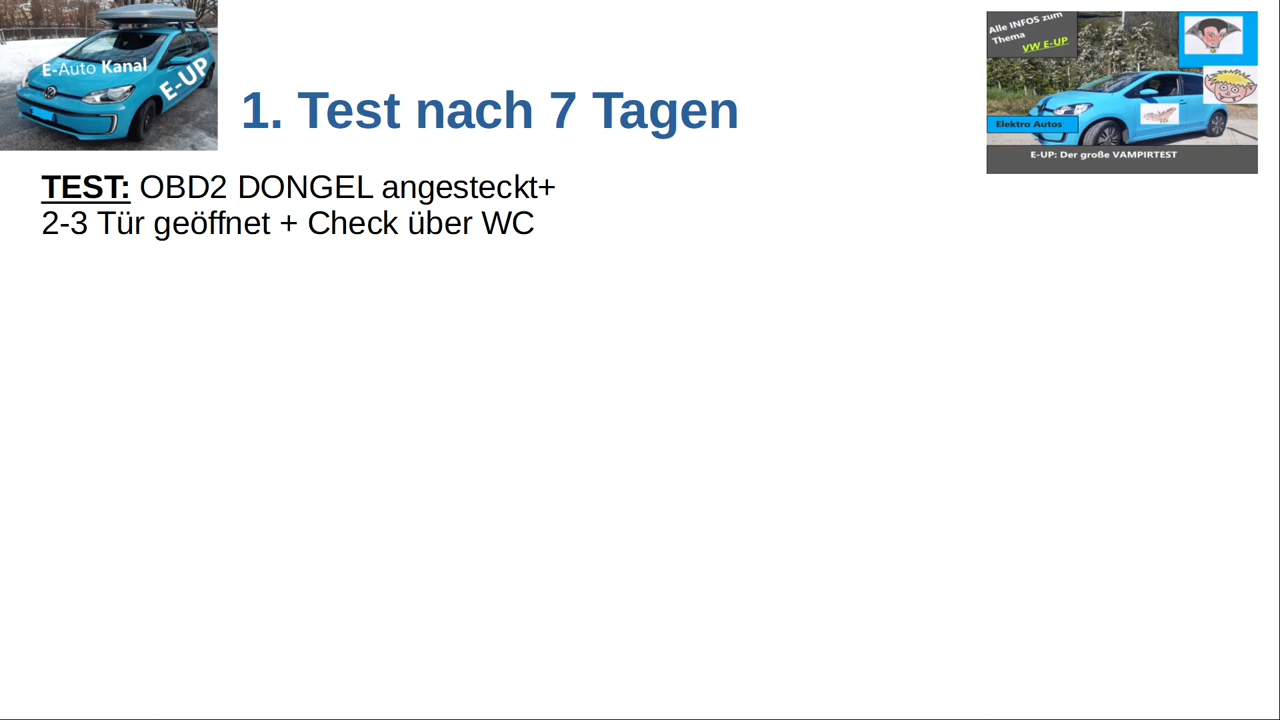 E-Auto Kanal
E-UP
Alle INFOS zum
Thema
VW E-UP
Elektro Autos
E-UP: Der große VAMPIRTEST
1. Test nach 7 Tagen
TEST: OBD2 DONGEL angesteckt+
2-3 Tür geöffnet + Check über WC